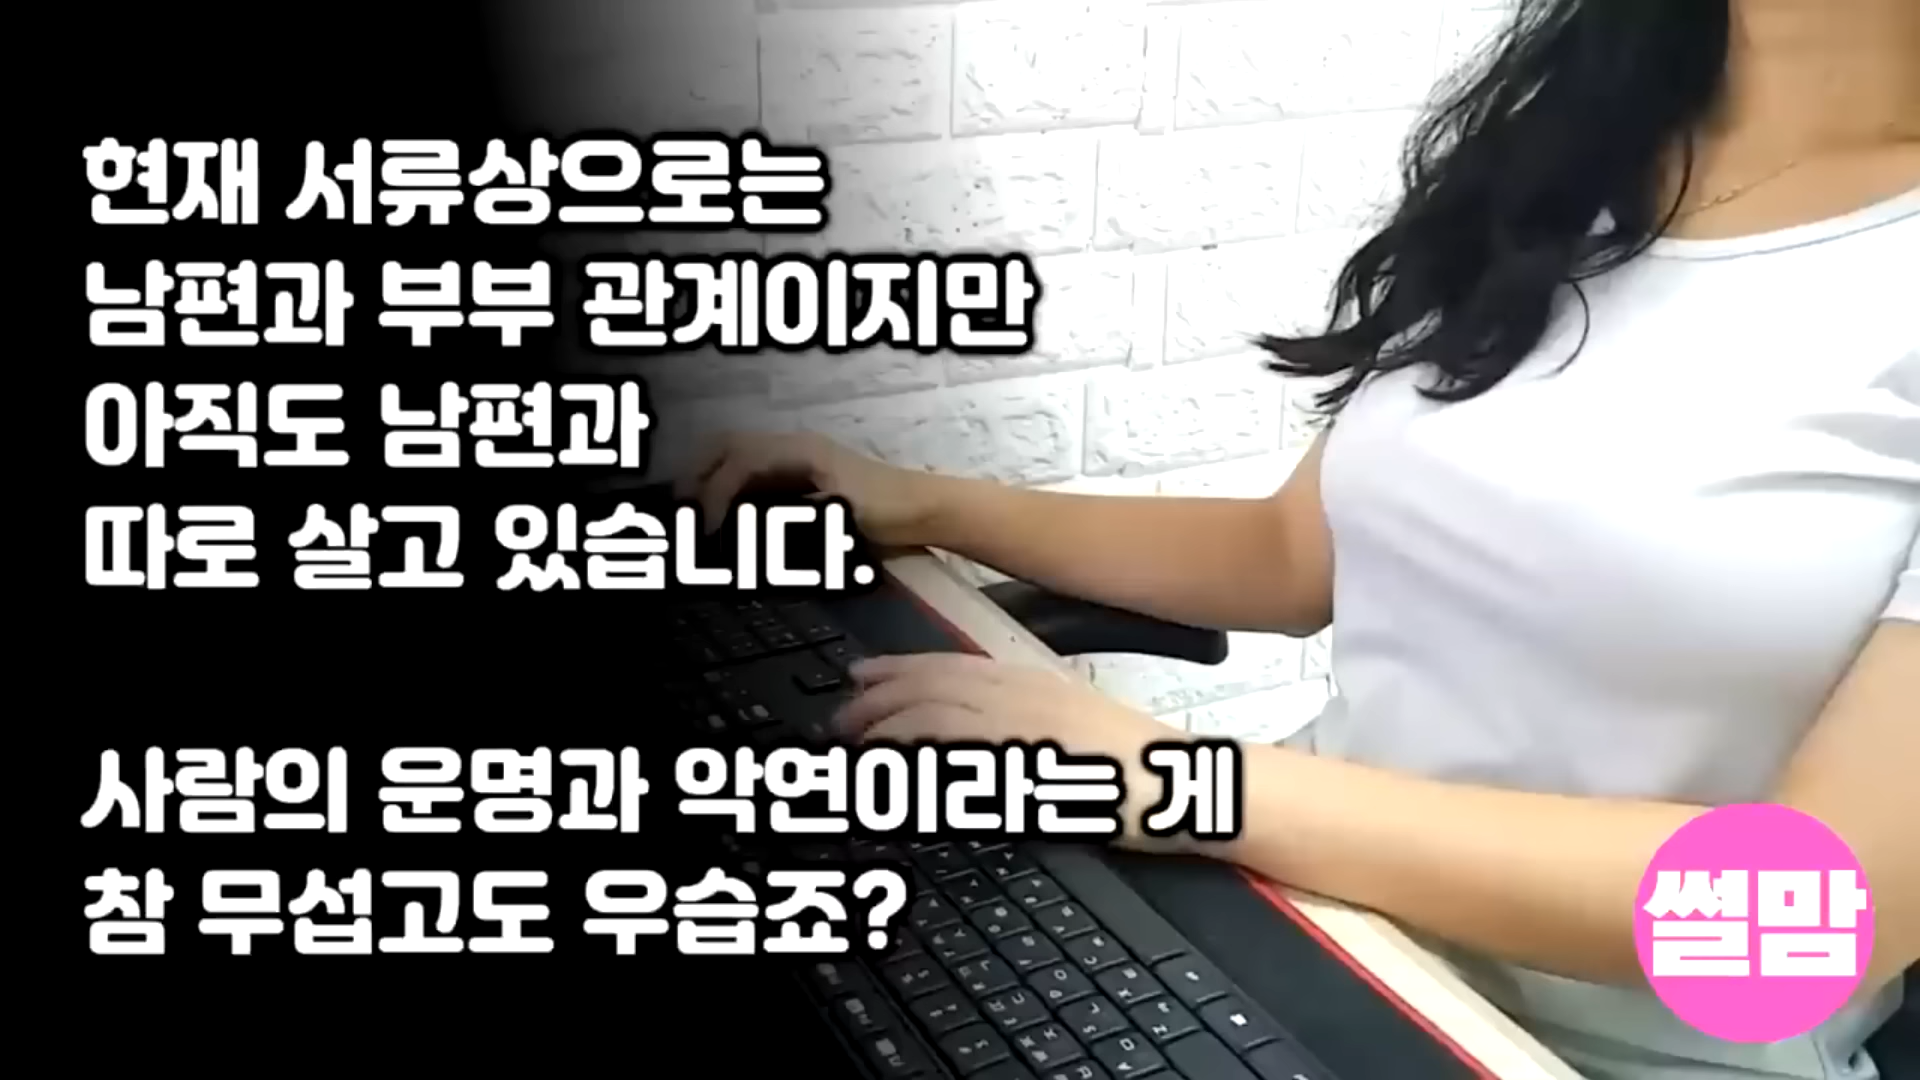 현재 서류상으로는
남편과 부부 관계이지만
아직도 남편과
따로 살고 있습니다.
사람의 운명과 악연이라는 게
참 무섭고도 우습죠?
썰맘